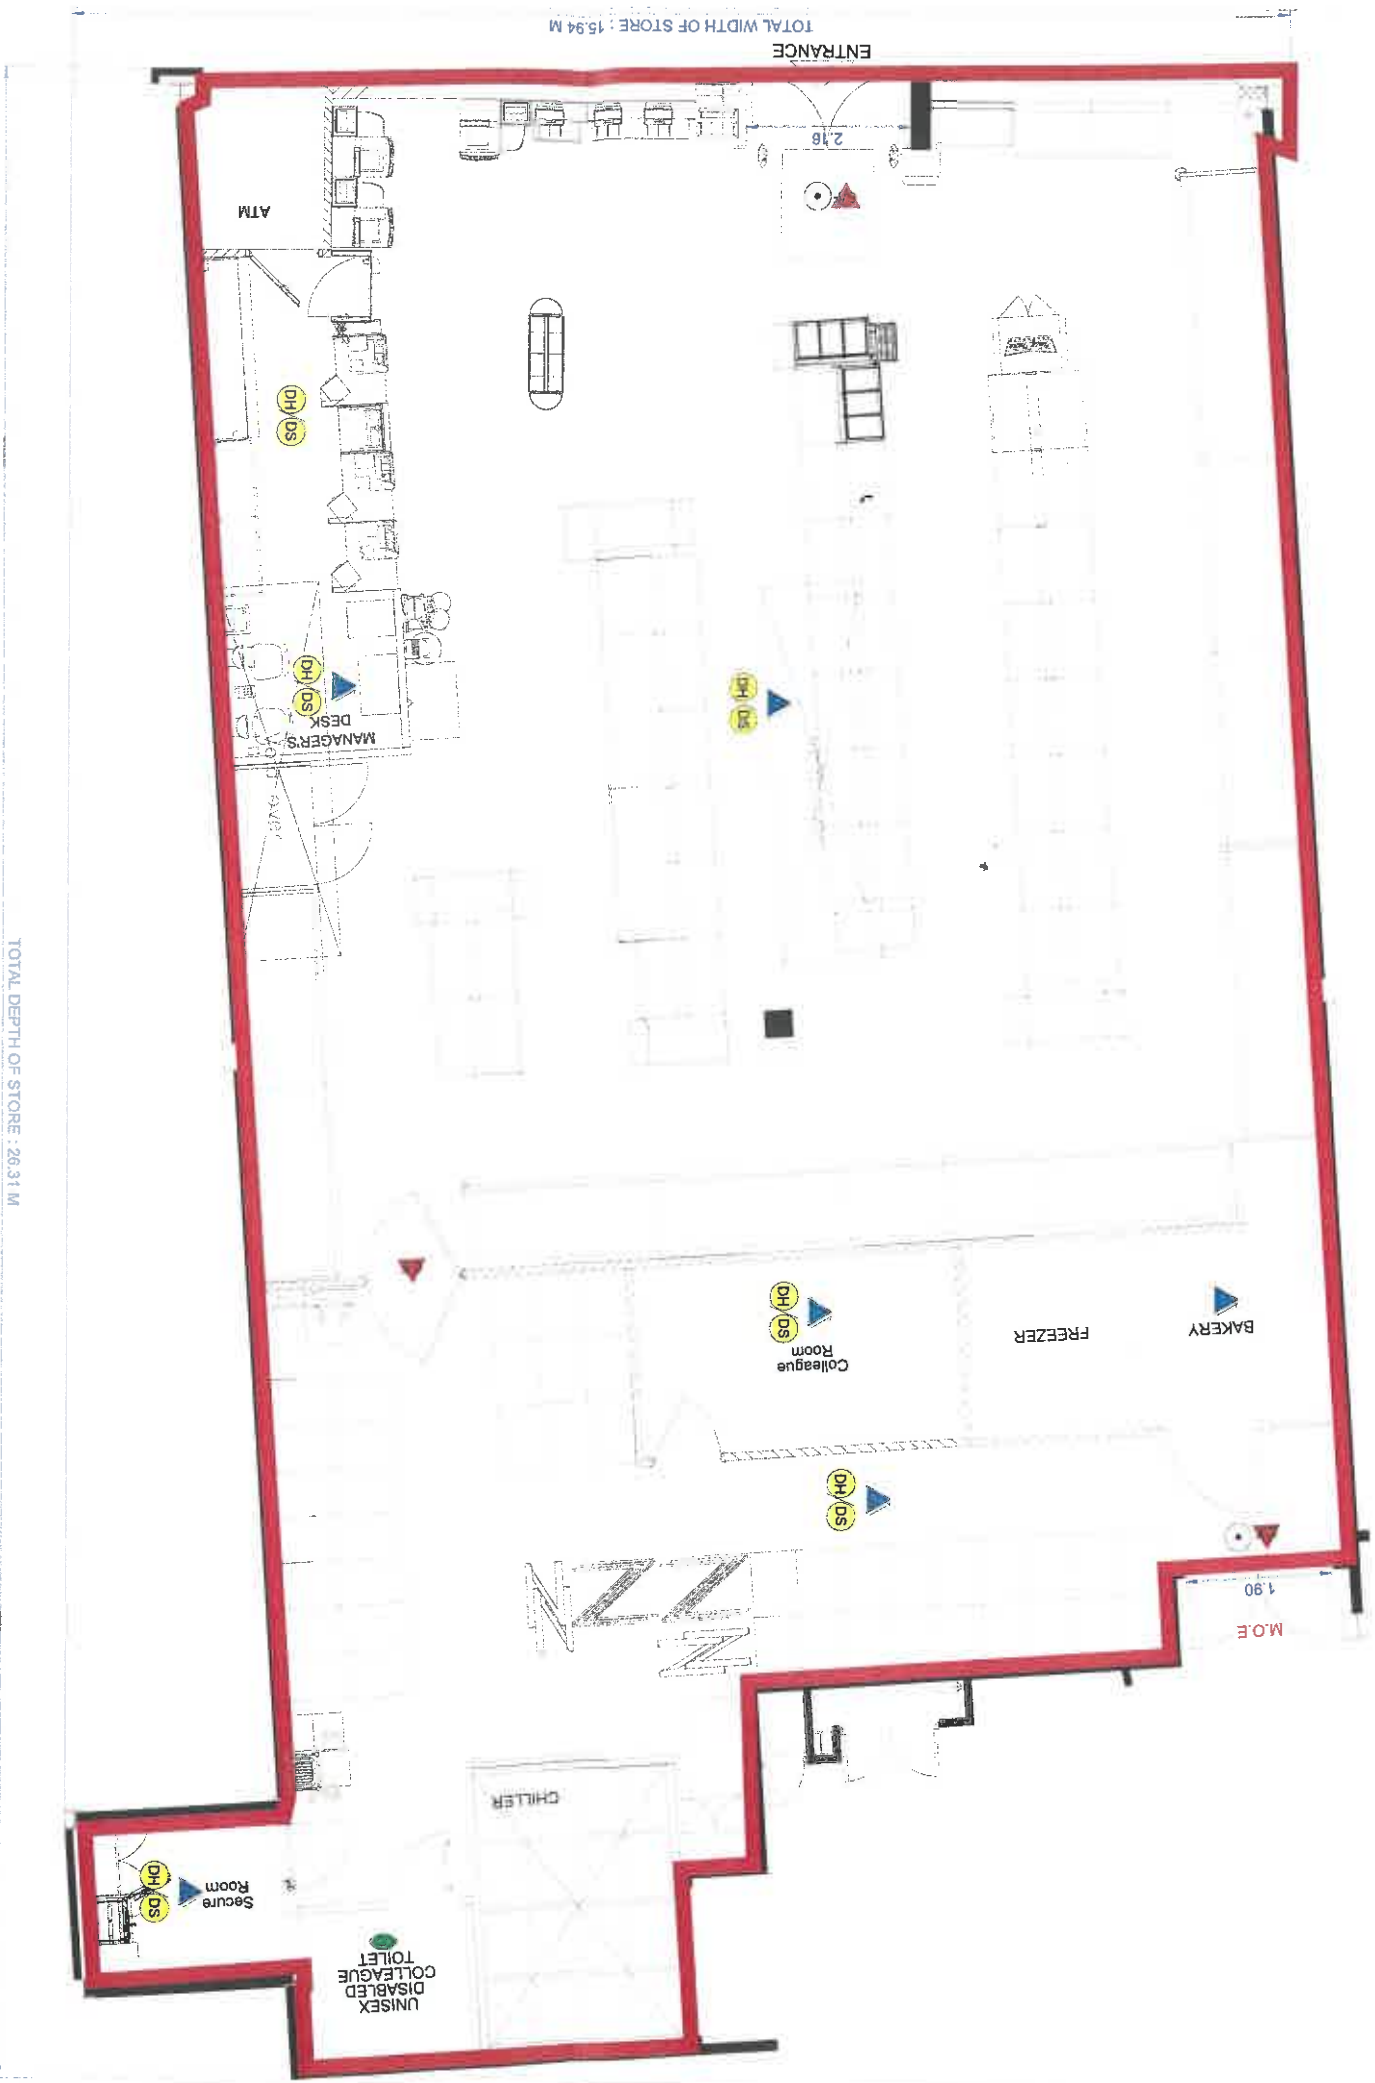 TOTAL WIDTH OF STORE : 15.94 M
ENTRANCE
2.16
ATM
DH DS
DH DS
MANAGER'S
DESK
DH DS
TOTAL DEPTH OF STORE : 26.31 M
DH DS
Colleague
Room
FREEZER
BAKERY
DH DS
1.90
M.O.E
CHILLER
DH DS
Secure
Room
UNISEX
DISABLED
COLLEAGUE
TOILET